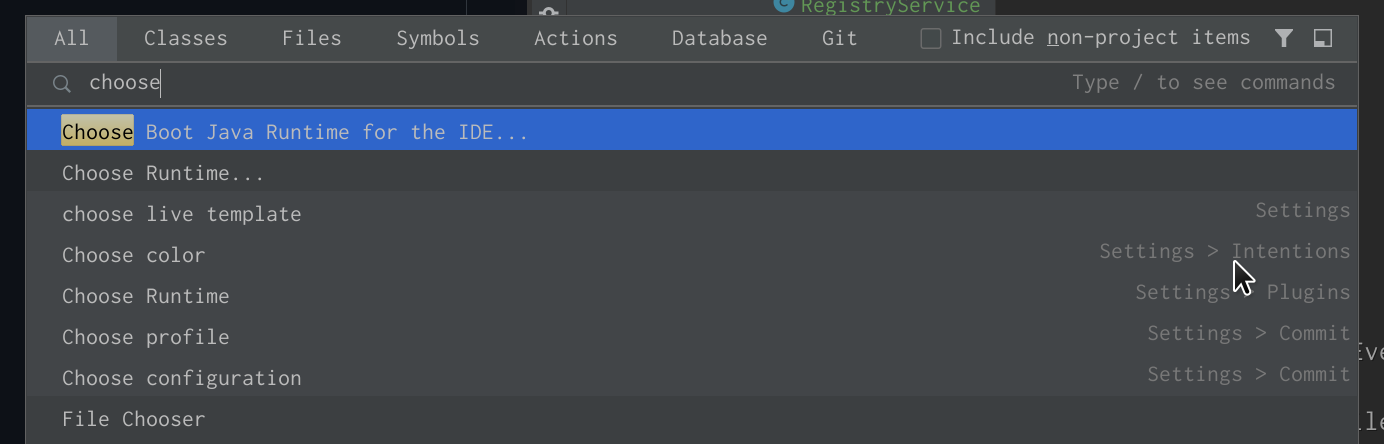 RegistryService
All Classes Files Symbols Actions Database Git Include non-project items
choose Type / to see commands
Choose Boot Java Runtime for the IDE...
Choose Runtime...
choose live template Settings
Choose color Settings > Intentions
Choose Runtime Settings > Plugins
Choose profile Settings > Commit
Choose configuration Settings > Commit
File Chooser